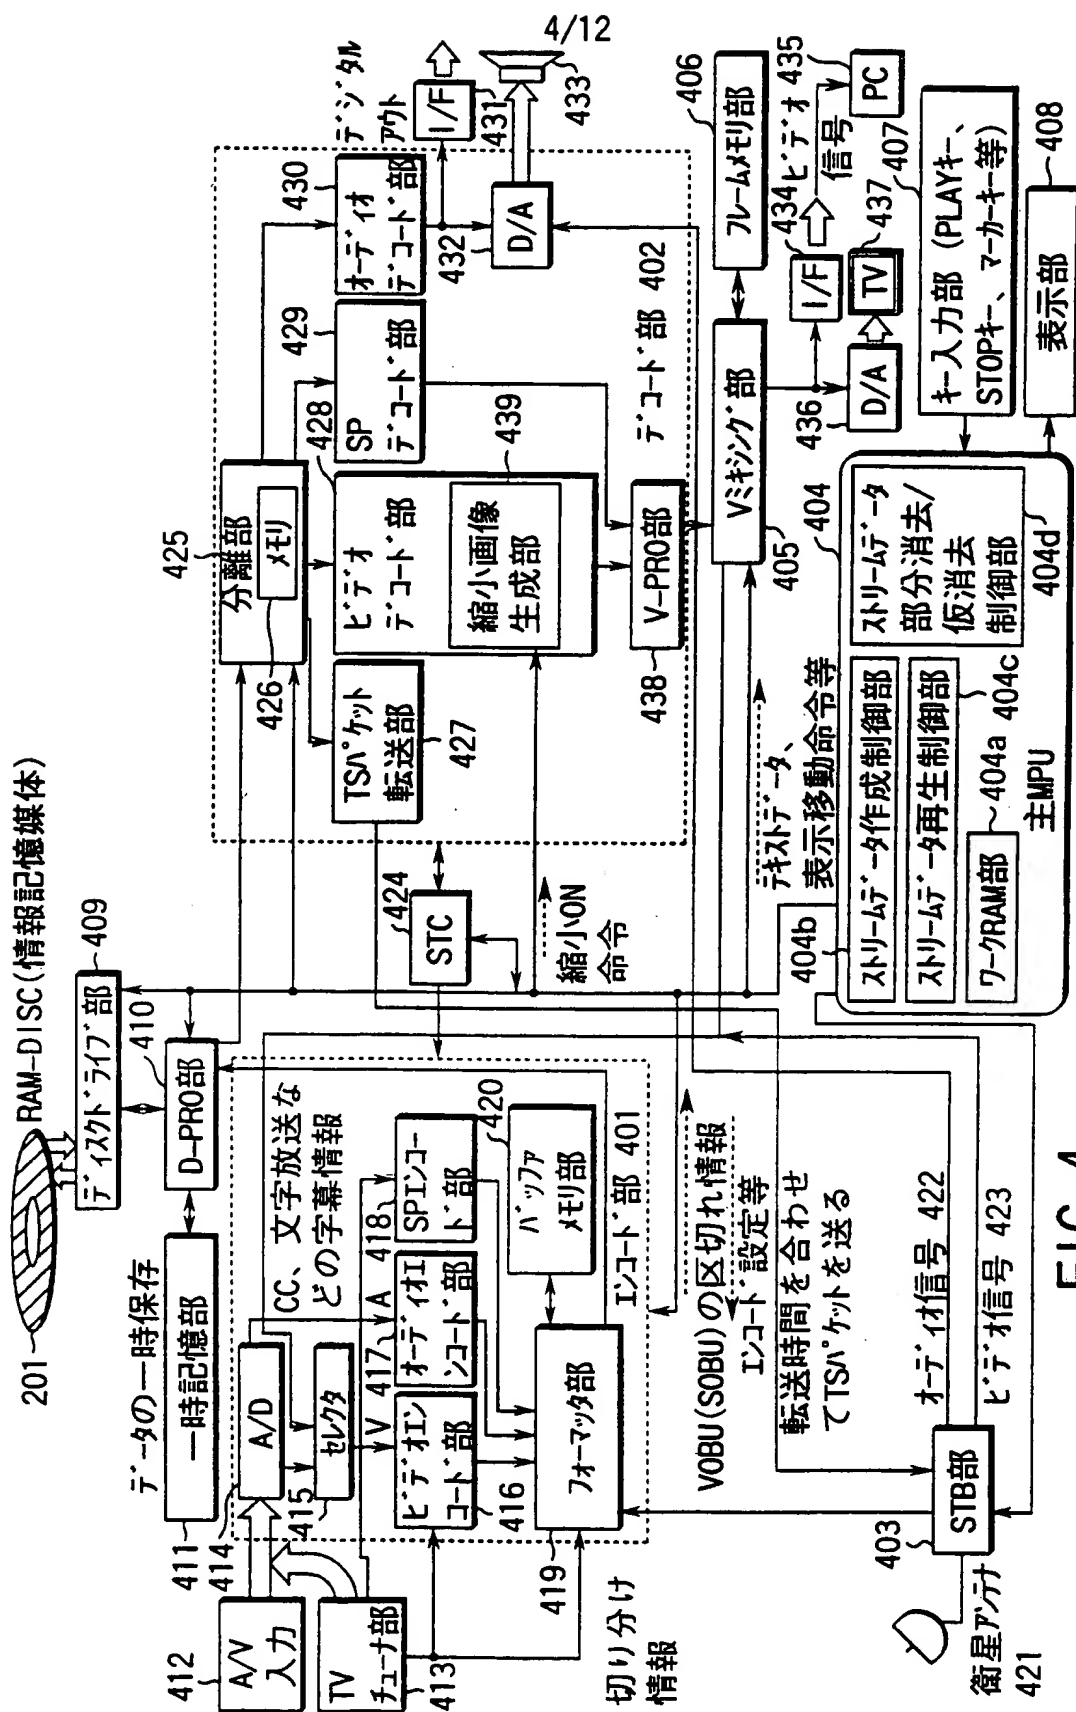 4/12
201
RAM-DISC(情報記憶媒体)
ディスクドライブ部
409
D-PRO部
410
データの一時保存
一時記憶部
411
A/V
入力
412
TV
チューナ部
413
A/D
414
セレクタ
415
CC、文字放送な
どの字幕情報
V
A
ビデオエン
コード部
416
オーディオエ
ンコード部
417
SPエンコー
ド部
418
フォーマッタ部
419
バッファ
メモリ部
420
エンコード部 401
切り分け
情報
VOBU(SOBU)の区切れ情報
エンコード設定等
転送時間を合わせ
てTSパケットを送る
衛星アンテナ
421
STB部
403
オーディオ信号 422
ビデオ信号 423
STC
424
縮小ON
命令
分離部
425
メモリ
426
TSパケット
転送部
427
ビデオ
デコード部
428
縮小画像
生成部
439
SP
デコード部
429
オーディオ
デコード部
430
デコード部 402
V-PRO部
438
デジタル
アウト
I/F
431
D/A
432
433
Vミキシング部
405
フレームメモリ部
406
I/F
434
ビデオ
信号
PC
435
D/A
436
TV
437
テキストデータ、
表示移動命令等
キー入力部 (PLAYキー、
STOPキー、マーカーキー等)
407
表示部
408
404
ストリームデータ作成制御部
404b
ストリームデータ再生制御部
404c
ワークRAM部
404a
ストリームデータ
部分消去/
仮消去
制御部
404d
主MPU
FIG. 4